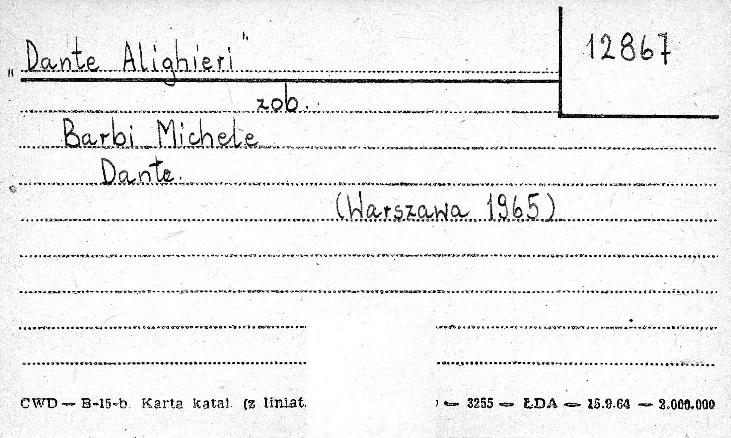 12867
„Dante Alighieri"
zob.
Barbi Michele
Dante.
(Warszawa 1965)
CWD — B-15-b. Karta katal. (z liniat. — 3255 — ŁDA — 15.9.64 — 2.000.000